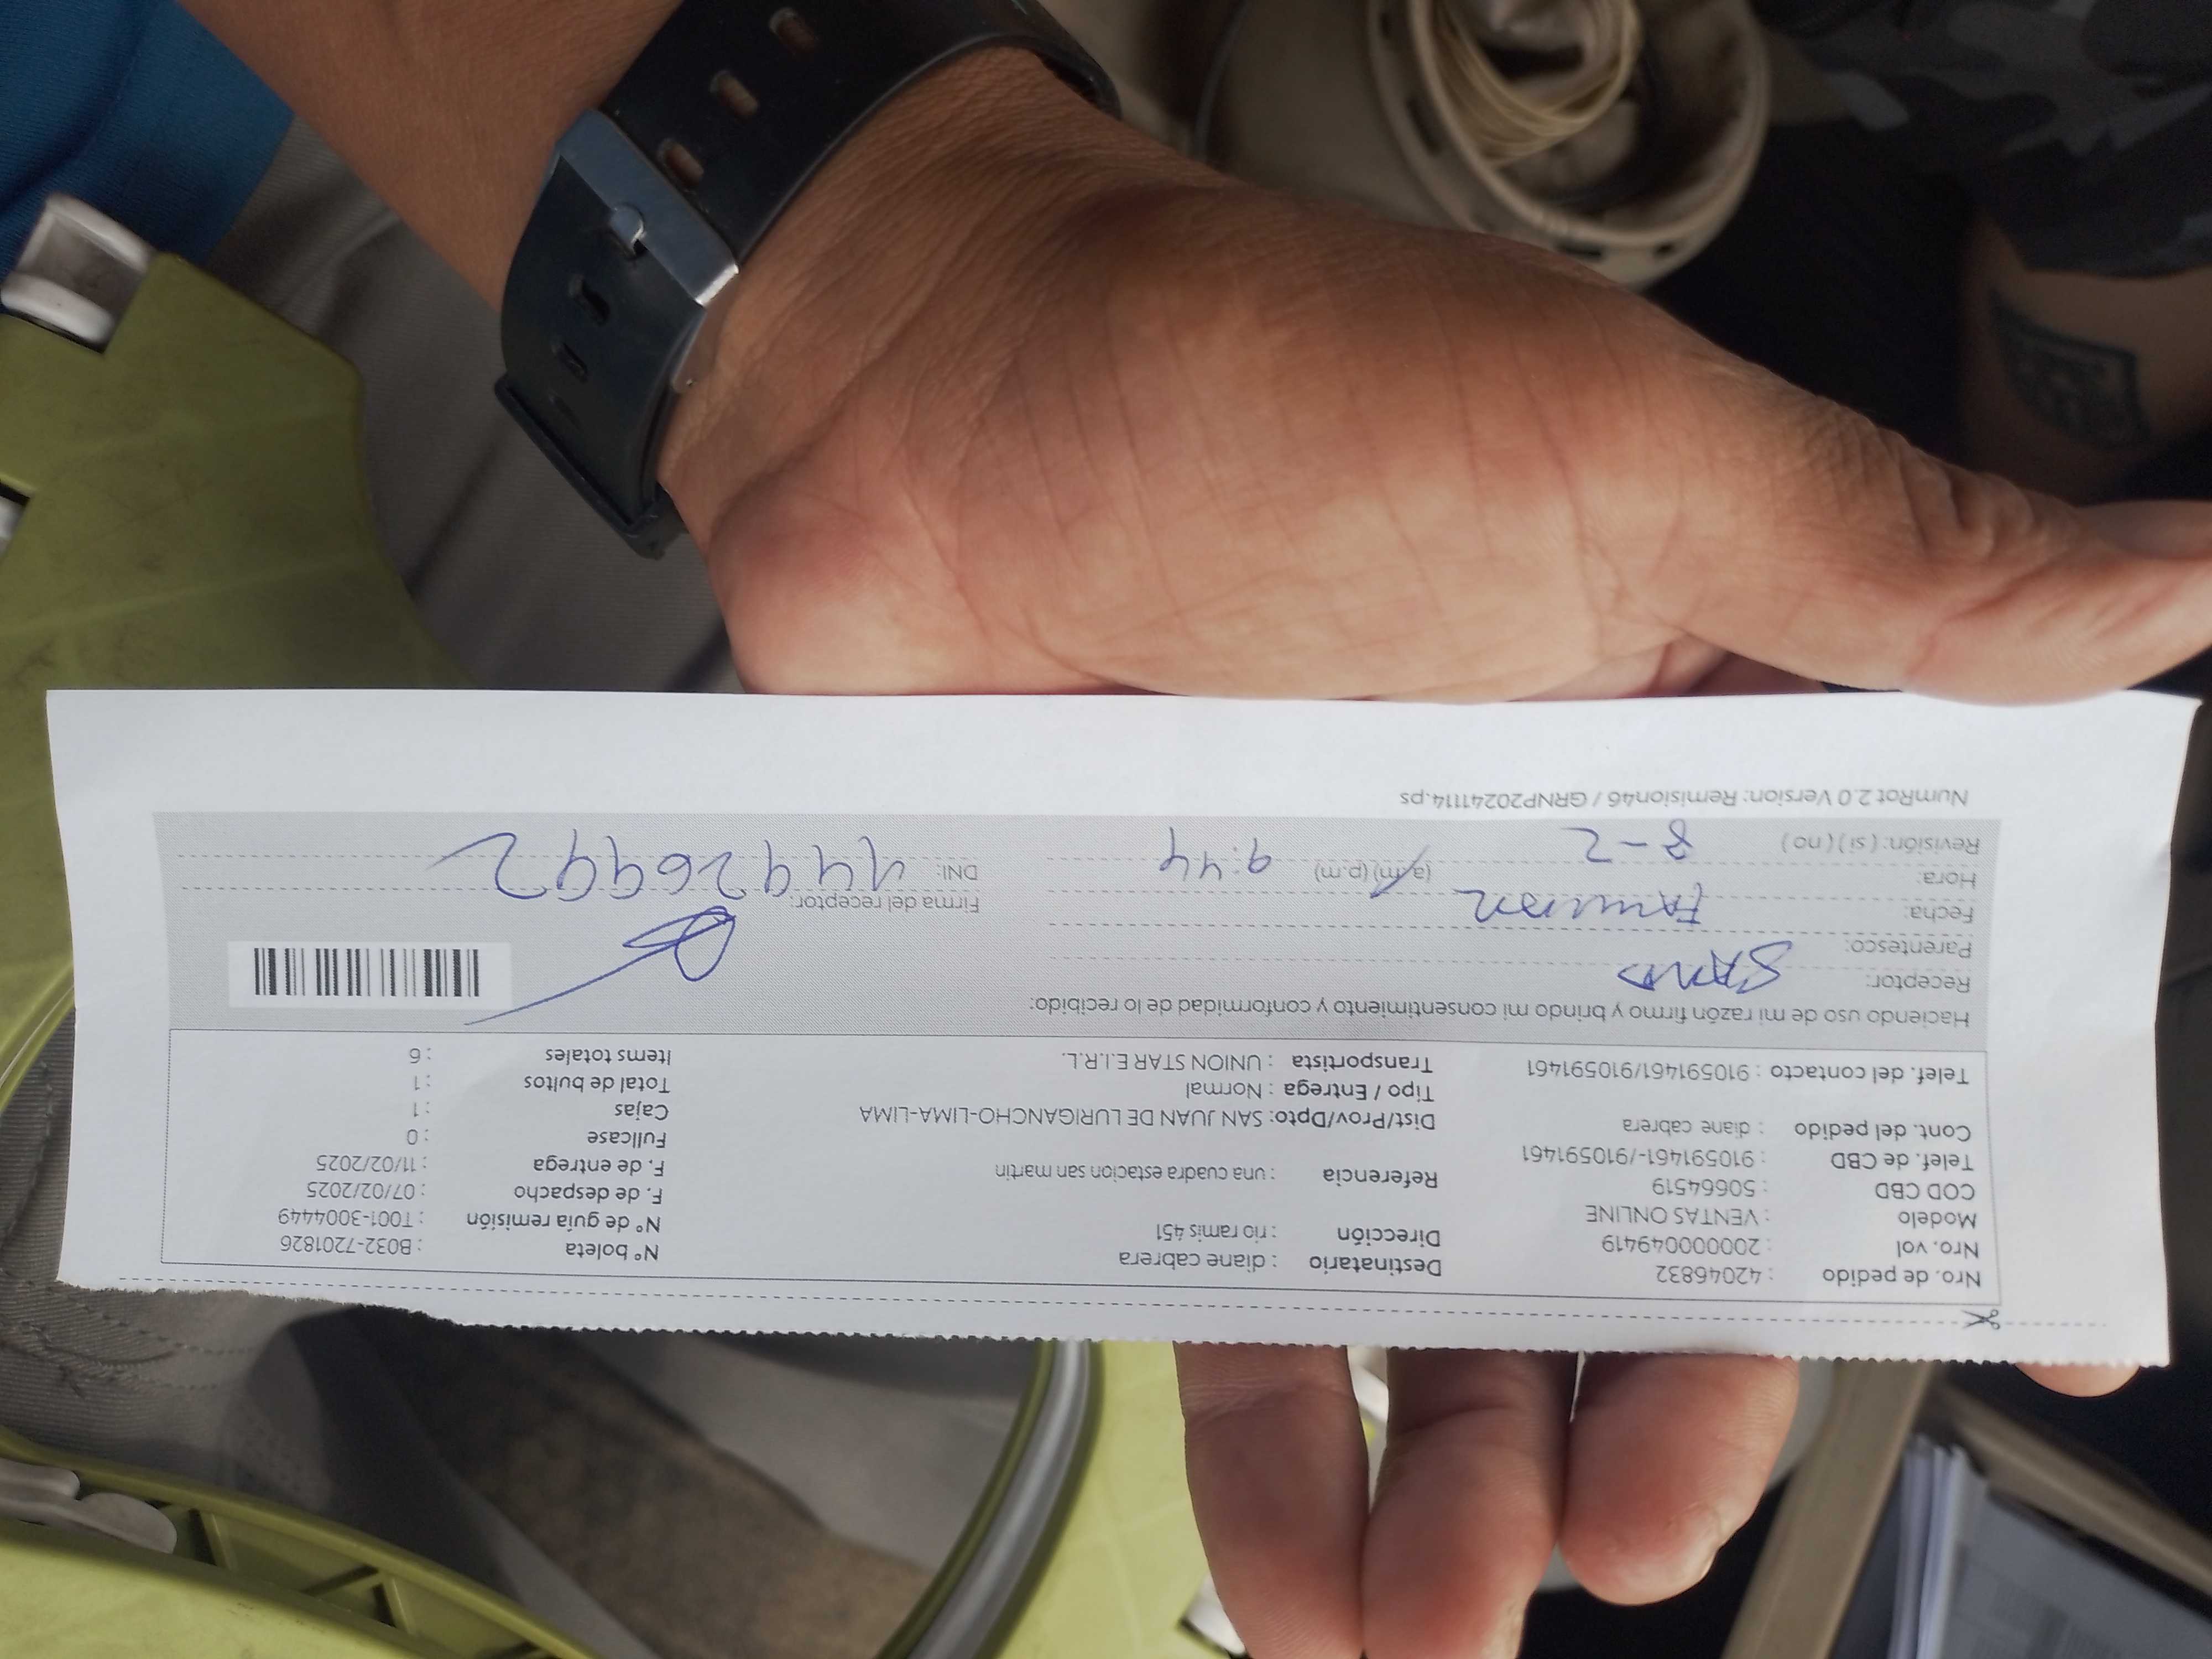 Nro. de pedido : 42046832 Destinatario : diane cabrera Nº boleta : B032-7201826
Nro. vol : 20000000049419 Dirección : rio ramis 451 Nº de guía remisión : T001-3004449
Modelo : VENTAS ONLINE F. de despacho : 07/02/2025
COD CBD : 50664519 Referencia : una cuadra estacion san martin F. de entrega : 11/02/2025
Telef. de CBD : 910591461-/910591461 Fullcase : 0
Cont. del pedido : diane cabrera Dist/Prov/Dpto: SAN JUAN DE LURIGANCHO-LIMA-LIMA Cajas : 1
Tipo / Entrega : Normal Total de bultos : 1
Telef. del contacto : 910591461/910591461 Transportista : UNION STAR E.I.R.L. Items totales : 6
Haciendo uso de mi razón firmo y brindo mi consentimiento y conformidad de lo recibido:
Receptor:
Parentesco:
Fecha: Firma del receptor:
Hora: (a.m) (p.m) 9:44 DNI: 44926992
Revisión: ( si ) ( no ) 8-2
NumRot 2.0 Version: Remision46 / GRNP20241114.ps